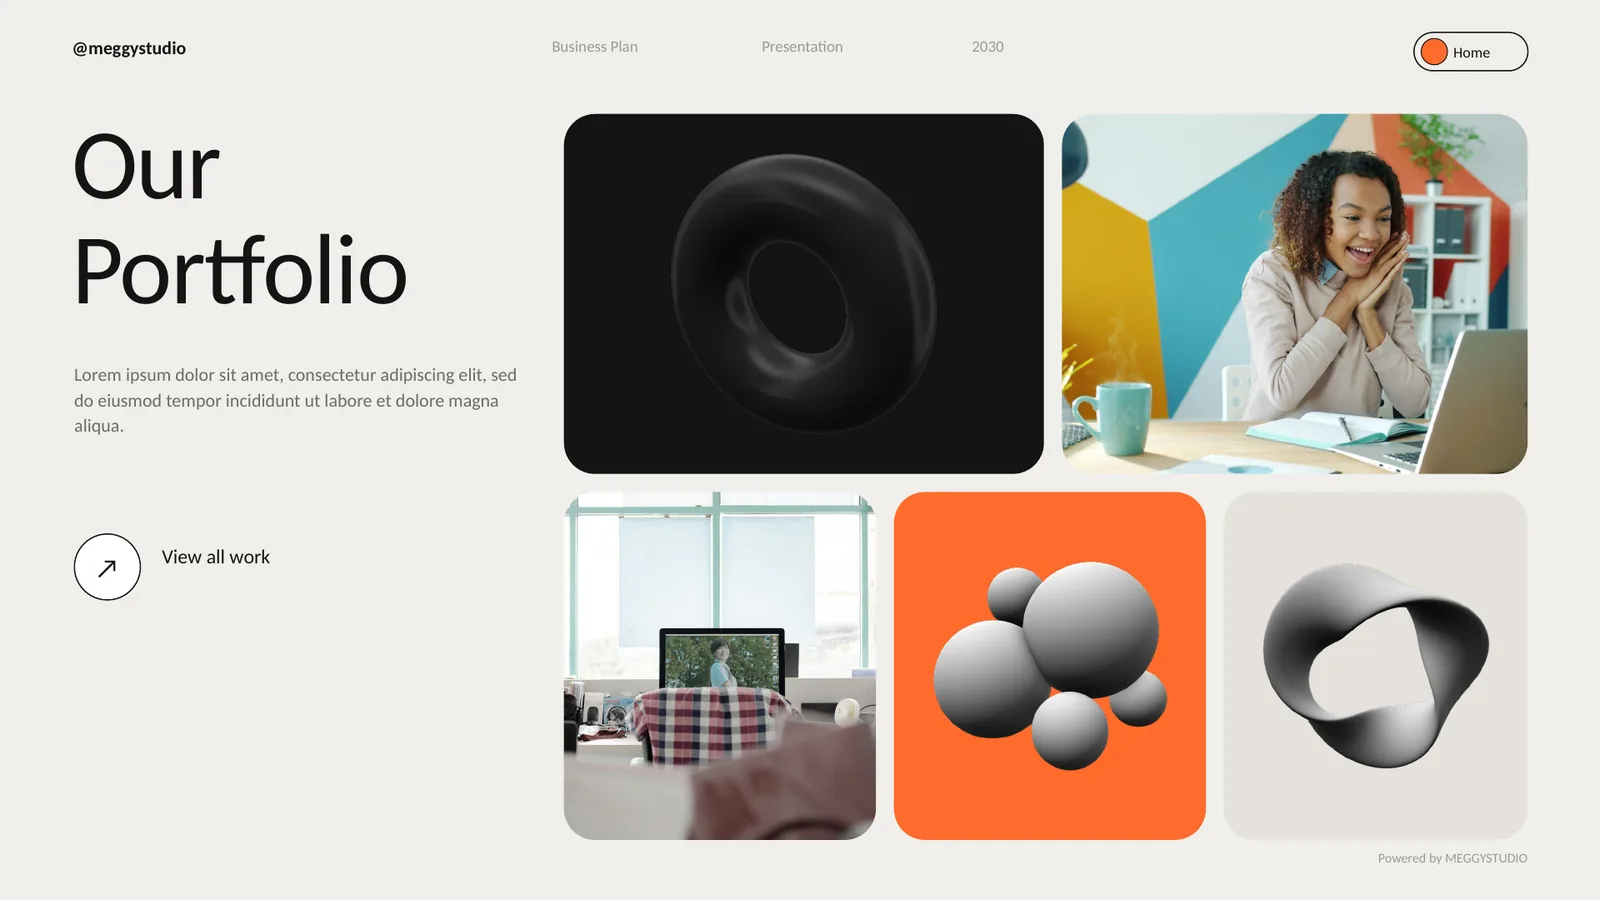 @meggystudio
Business Plan
Presentation
2030
Home
Our
Portfolio
Lorem ipsum dolor sit amet, consectetur adipiscing elit, sed
do eiusmod tempor incididunt ut labore et dolore magna
aliqua.
View all work
Powered by MEGGYSTUDIO